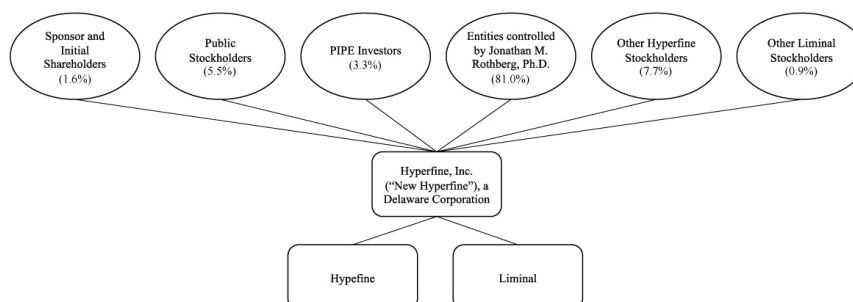 Sponsor and
Initial
Shareholders
(1.6%)
Public
Stockholders
(5.5%)
PIPE Investors
(3.3%)
Entities controlled
by Jonathan M.
Rothberg, Ph.D.
(81.0%)
Other Hyperfine
Stockholders
(7.7%)
Other Liminal
Stockholders
(0.9%)
Hyperfine, Inc.
(“New Hyperfine”), a
Delaware Corporation
Hypefine
Liminal